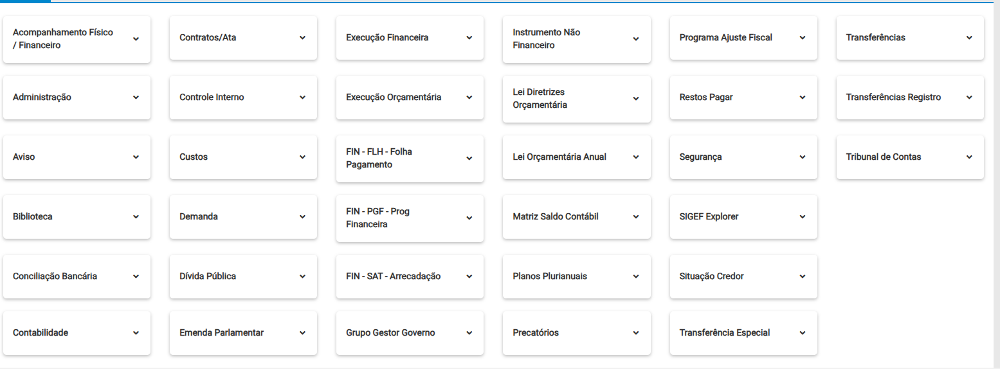 Acompanhamento Físico
/ Financeiro
Administração
Aviso
Biblioteca
Conciliação Bancária
Contabilidade
Contratos/Ata
Controle Interno
Custos
Demanda
Dívida Pública
Emenda Parlamentar
Execução Financeira
Execução Orçamentária
FIN - FLH - Folha
Pagamento
FIN - PGF - Prog
Financeira
FIN - SAT - Arrecadação
Grupo Gestor Governo
Instrumento Não
Financeiro
Lei Diretrizes
Orçamentária
Lei Orçamentária Anual
Matriz Saldo Contábil
Planos Plurianuais
Precatórios
Programa Ajuste Fiscal
Restos Pagar
Segurança
SIGEF Explorer
Situação Credor
Transferência Especial
Transferências
Transferências Registro
Tribunal de Contas